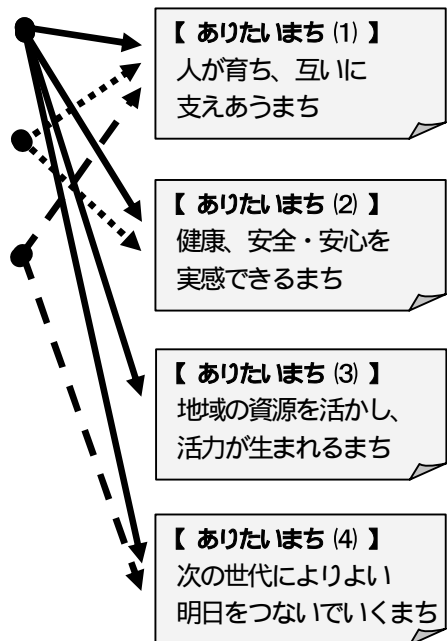 【 ありたいまち (1) 】
人が育ち、互いに
支えあうまち
【 ありたいまち (2) 】
健康、安全・安心を
実感できるまち
【 ありたいまち (3) 】
地域の資源を活かし、
活力が生まれるまち
【 ありたいまち (4) 】
次の世代によりよい
明日をつないでいくまち